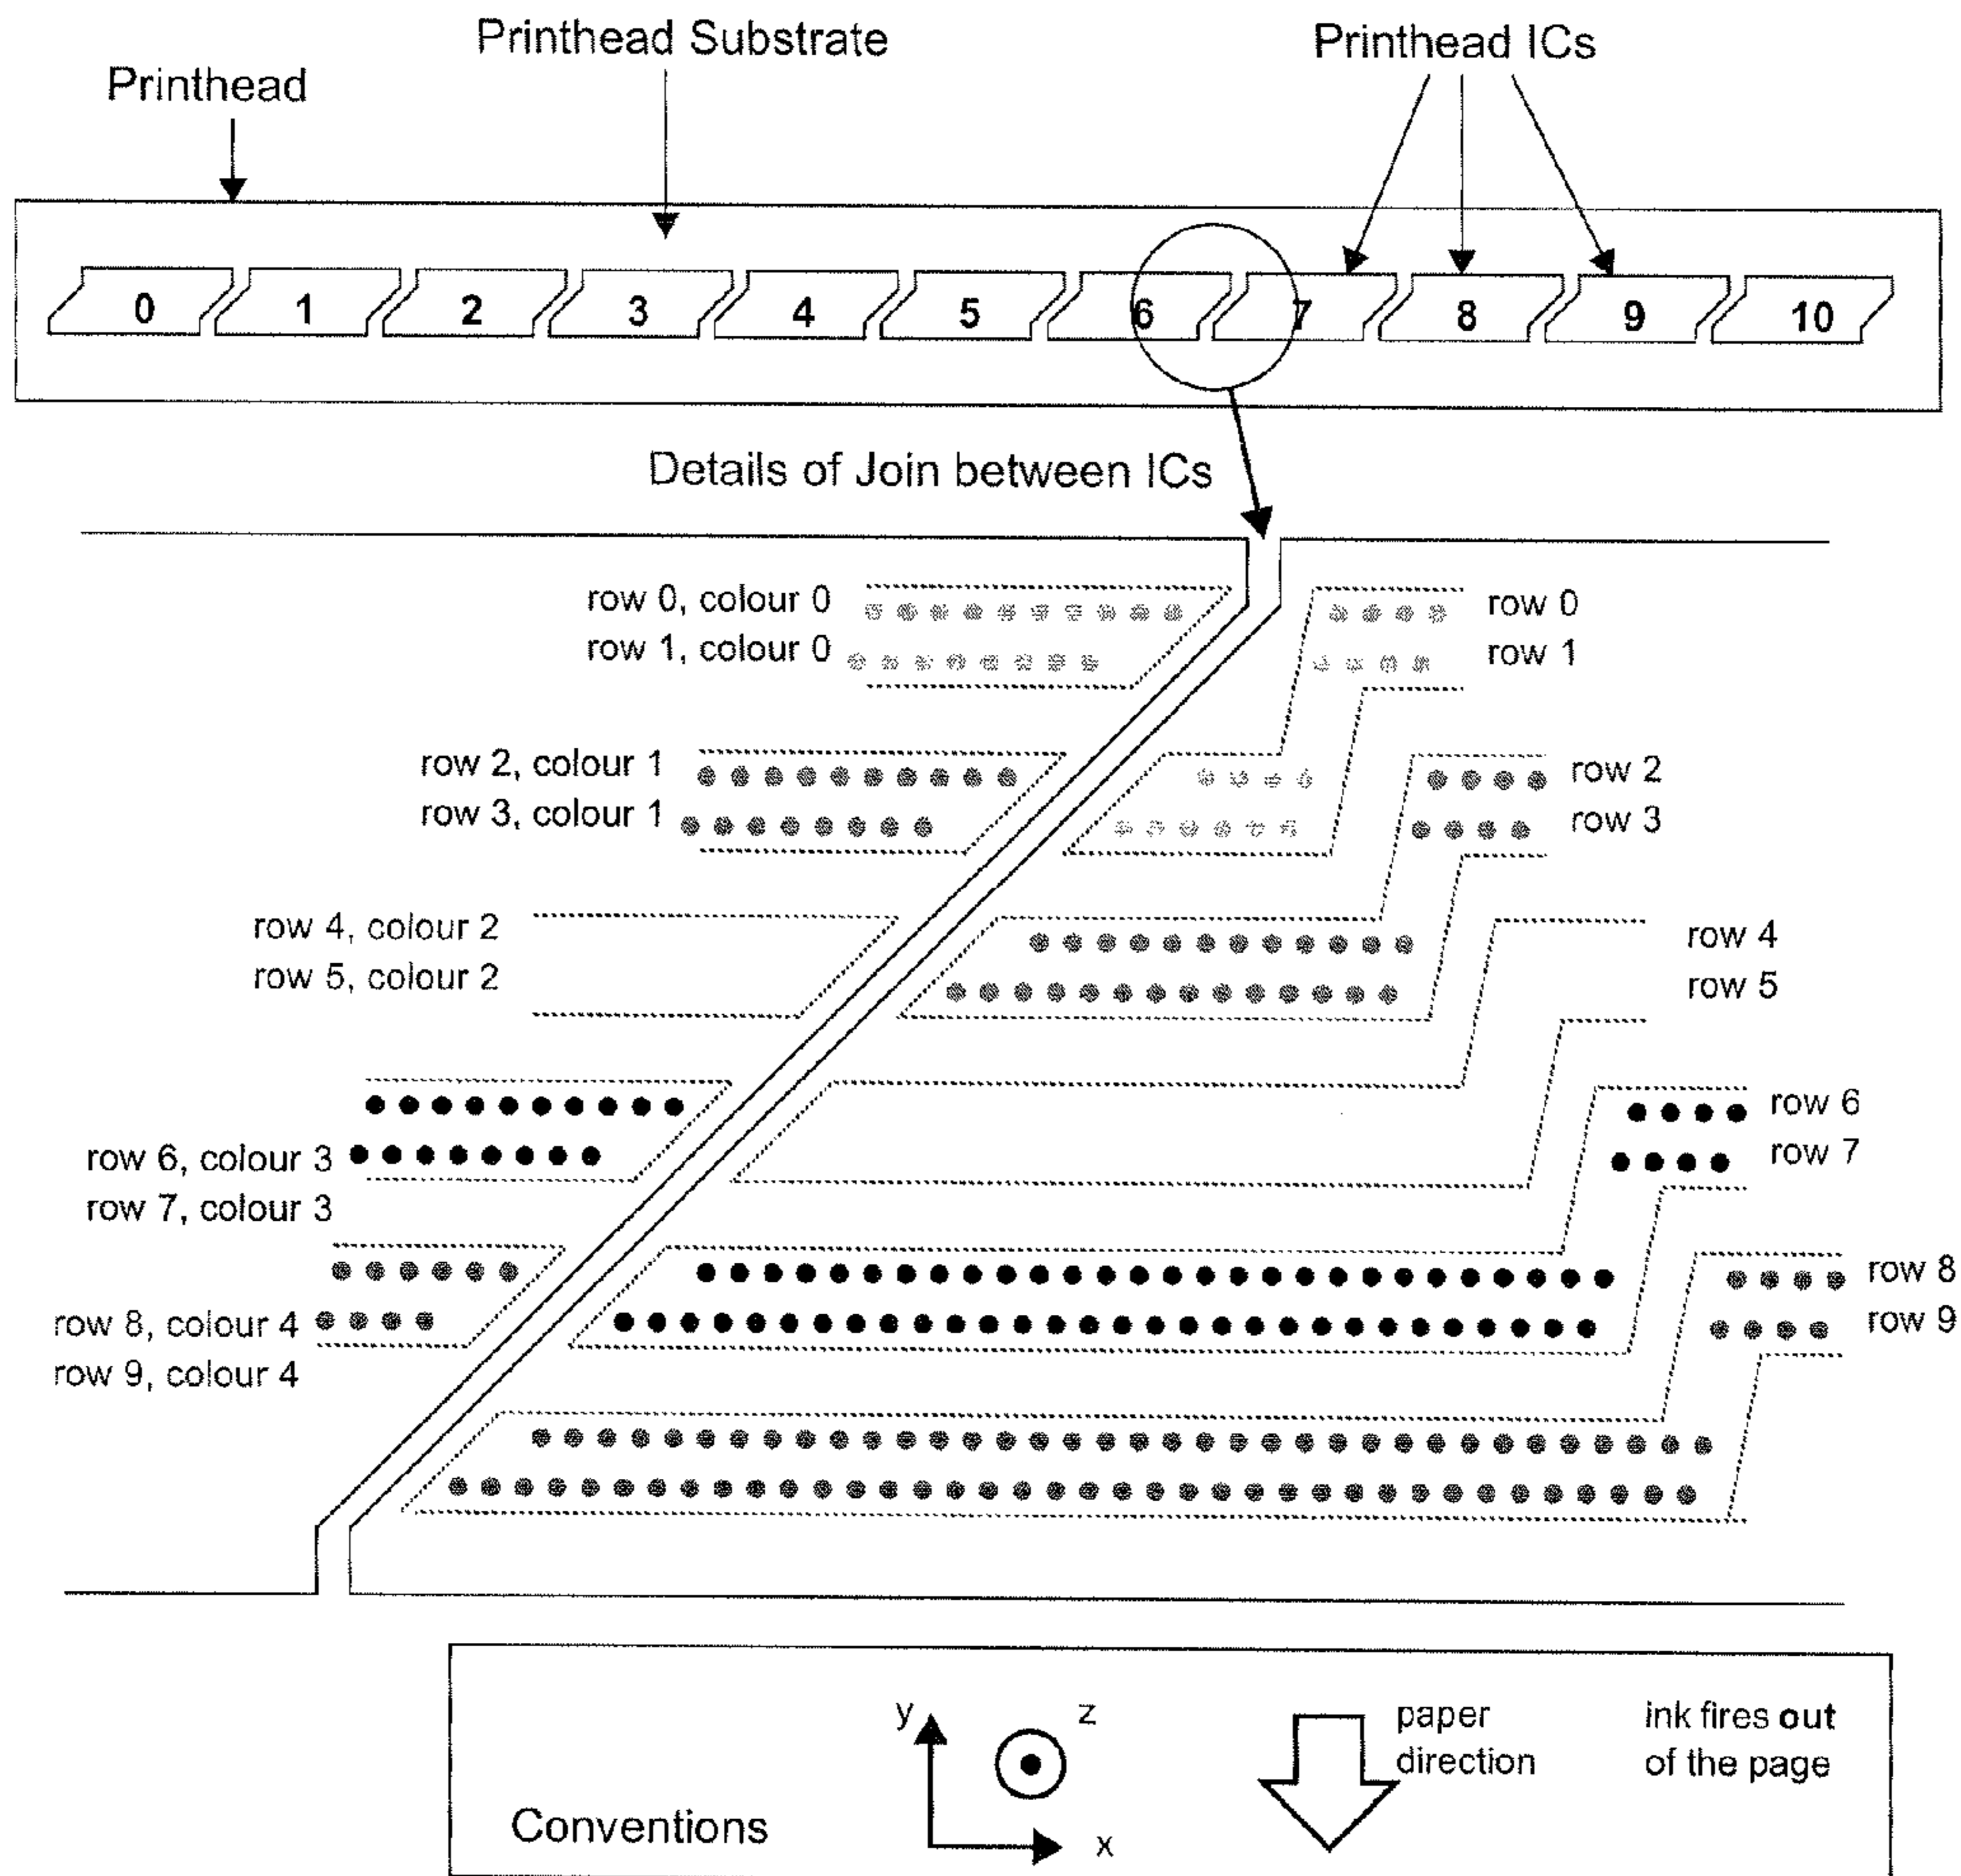 Printhead Substrate
Printhead ICs
Printhead
0 1 2 3 4 5 6 7 8 9 10
Details of Join between ICs
row 0, colour 0
row 0
row 1, colour 0
row 1
row 2, colour 1
row 2
row 3, colour 1
row 3
row 4, colour 2
row 4
row 5, colour 2
row 5
row 6
row 6, colour 3
row 7
row 7, colour 3
row 8
row 8, colour 4
row 9
row 9, colour 4
y
z
paper
direction
ink fires out
of the page
Conventions
x